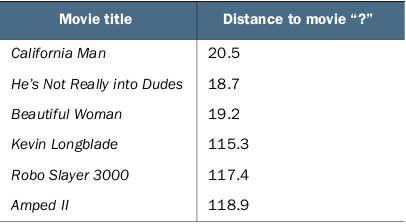 Movie title Distance to movie “?”
California Man 20.5
He’s Not Really into Dudes 18.7
Beautiful Woman 19.2
Kevin Longblade 115.3
Robo Slayer 3000 117.4
Amped II 118.9